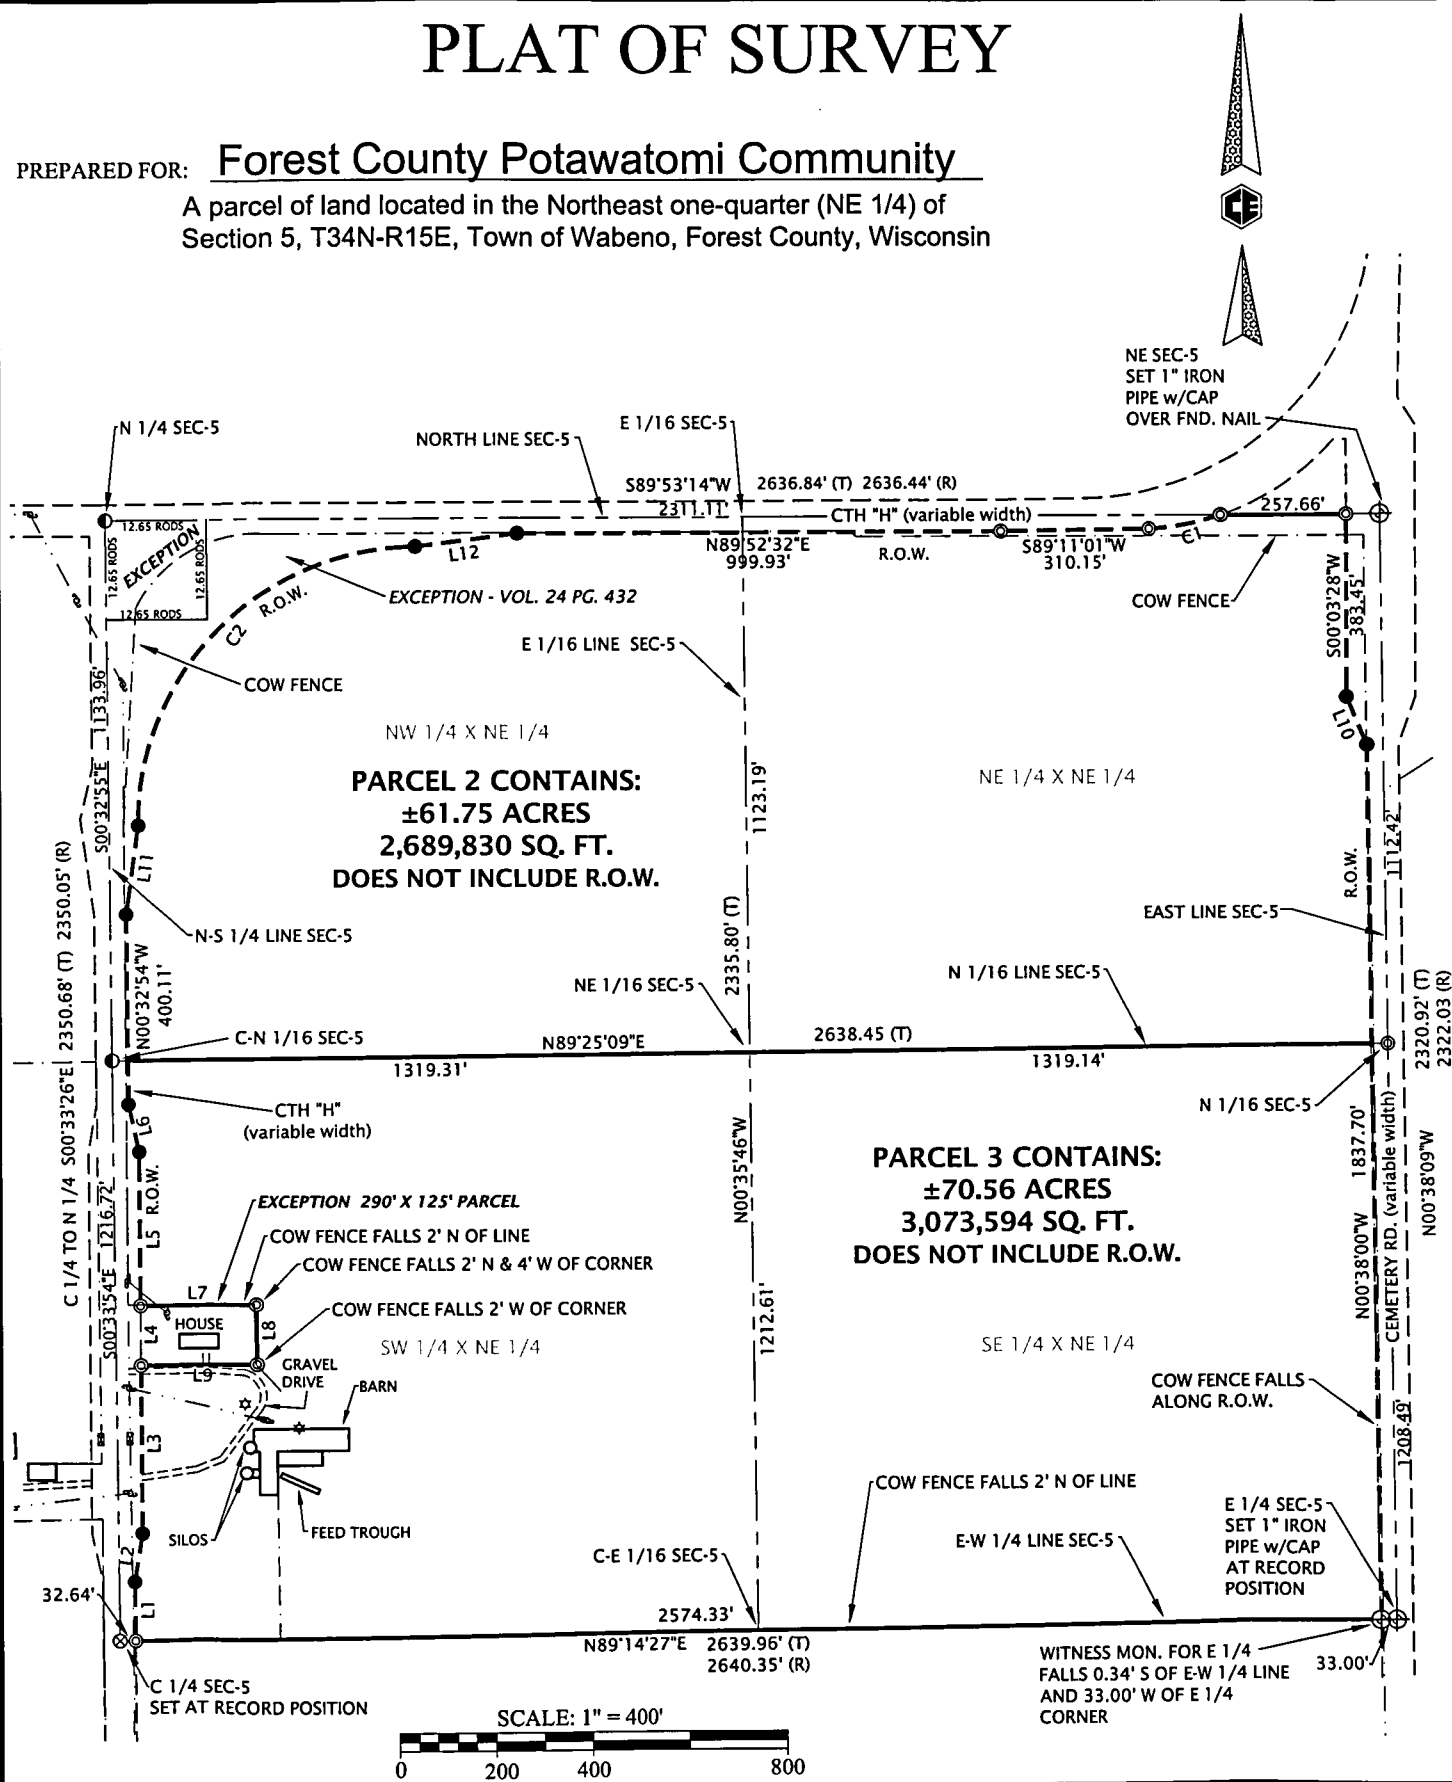 PLAT OF SURVEY
PREPARED FOR: Forest County Potawatomi Community
A parcel of land located in the Northeast one-quarter (NE 1/4) of
Section 5, T34N-R15E, Town of Wabeno, Forest County, Wisconsin
CE
NE SEC-5
SET 1" IRON
PIPE w/CAP
OVER FND. NAIL
N 1/4 SEC-5
NORTH LINE SEC-5
E 1/16 SEC-5
S89°53'14"W 2636.84' (T) 2636.44' (R)
2311.11'
CTH "H" (variable width)
257.66'
12.65 RODS
12.65 RODS
EXCEPTION
12.65 RODS
12.65 RODS
L12
N89°52'32"E
999.93'
R.O.W.
S89°11'01"W
310.15'
C1
R.O.W.
C2
EXCEPTION - VOL. 24 PG. 432
COW FENCE
S00°03'28"W
383.45'
E 1/16 LINE SEC-5
COW FENCE
L10
S00°32'55"E 1133.96'
NW 1/4 X NE 1/4
PARCEL 2 CONTAINS:
±61.75 ACRES
2,689,830 SQ. FT.
DOES NOT INCLUDE R.O.W.
1123.19'
NE 1/4 X NE 1/4
L11
R.O.W.
1112.42'
N-S 1/4 LINE SEC-5
EAST LINE SEC-5
N00°32'54"W
400.11'
2335.80' (T)
NE 1/16 SEC-5
N 1/16 LINE SEC-5
C-N 1/16 SEC-5
N89°25'09"E
2638.45 (T)
1319.31'
1319.14'
2320.92' (T)
2322.03 (R)
C 1/4 TO N 1/4 S00°33'26"E 2350.68' (T) 2350.05' (R)
N 1/16 SEC-5
CTH "H"
(variable width)
L6
R.O.W.
L5
S00°33'54"E 1216.72'
N00°35'46"W
PARCEL 3 CONTAINS:
±70.56 ACRES
3,073,594 SQ. FT.
DOES NOT INCLUDE R.O.W.
N00°38'00"W 1837.70'
CEMETERY RD. (variable width)
N00°38'09"W
EXCEPTION 290' X 125' PARCEL
COW FENCE FALLS 2' N OF LINE
COW FENCE FALLS 2' N & 4' W OF CORNER
L7
HOUSE
L4
L8
COW FENCE FALLS 2' W OF CORNER
1212.61'
SW 1/4 X NE 1/4
SE 1/4 X NE 1/4
L9
GRAVEL
DRIVE
BARN
COW FENCE FALLS
ALONG R.O.W.
L3
1208.49'
SILOS
FEED TROUGH
COW FENCE FALLS 2' N OF LINE
E-W 1/4 LINE SEC-5
E 1/4 SEC-5
SET 1" IRON
PIPE w/CAP
AT RECORD
POSITION
C-E 1/16 SEC-5
L2
32.64'
L1
2574.33'
N89°14'27"E 2639.96' (T)
2640.35' (R)
WITNESS MON. FOR E 1/4
FALLS 0.34' S OF E-W 1/4 LINE
AND 33.00' W OF E 1/4
CORNER
33.00'
C 1/4 SEC-5
SET AT RECORD POSITION
SCALE: 1" = 400'
0 200 400 800